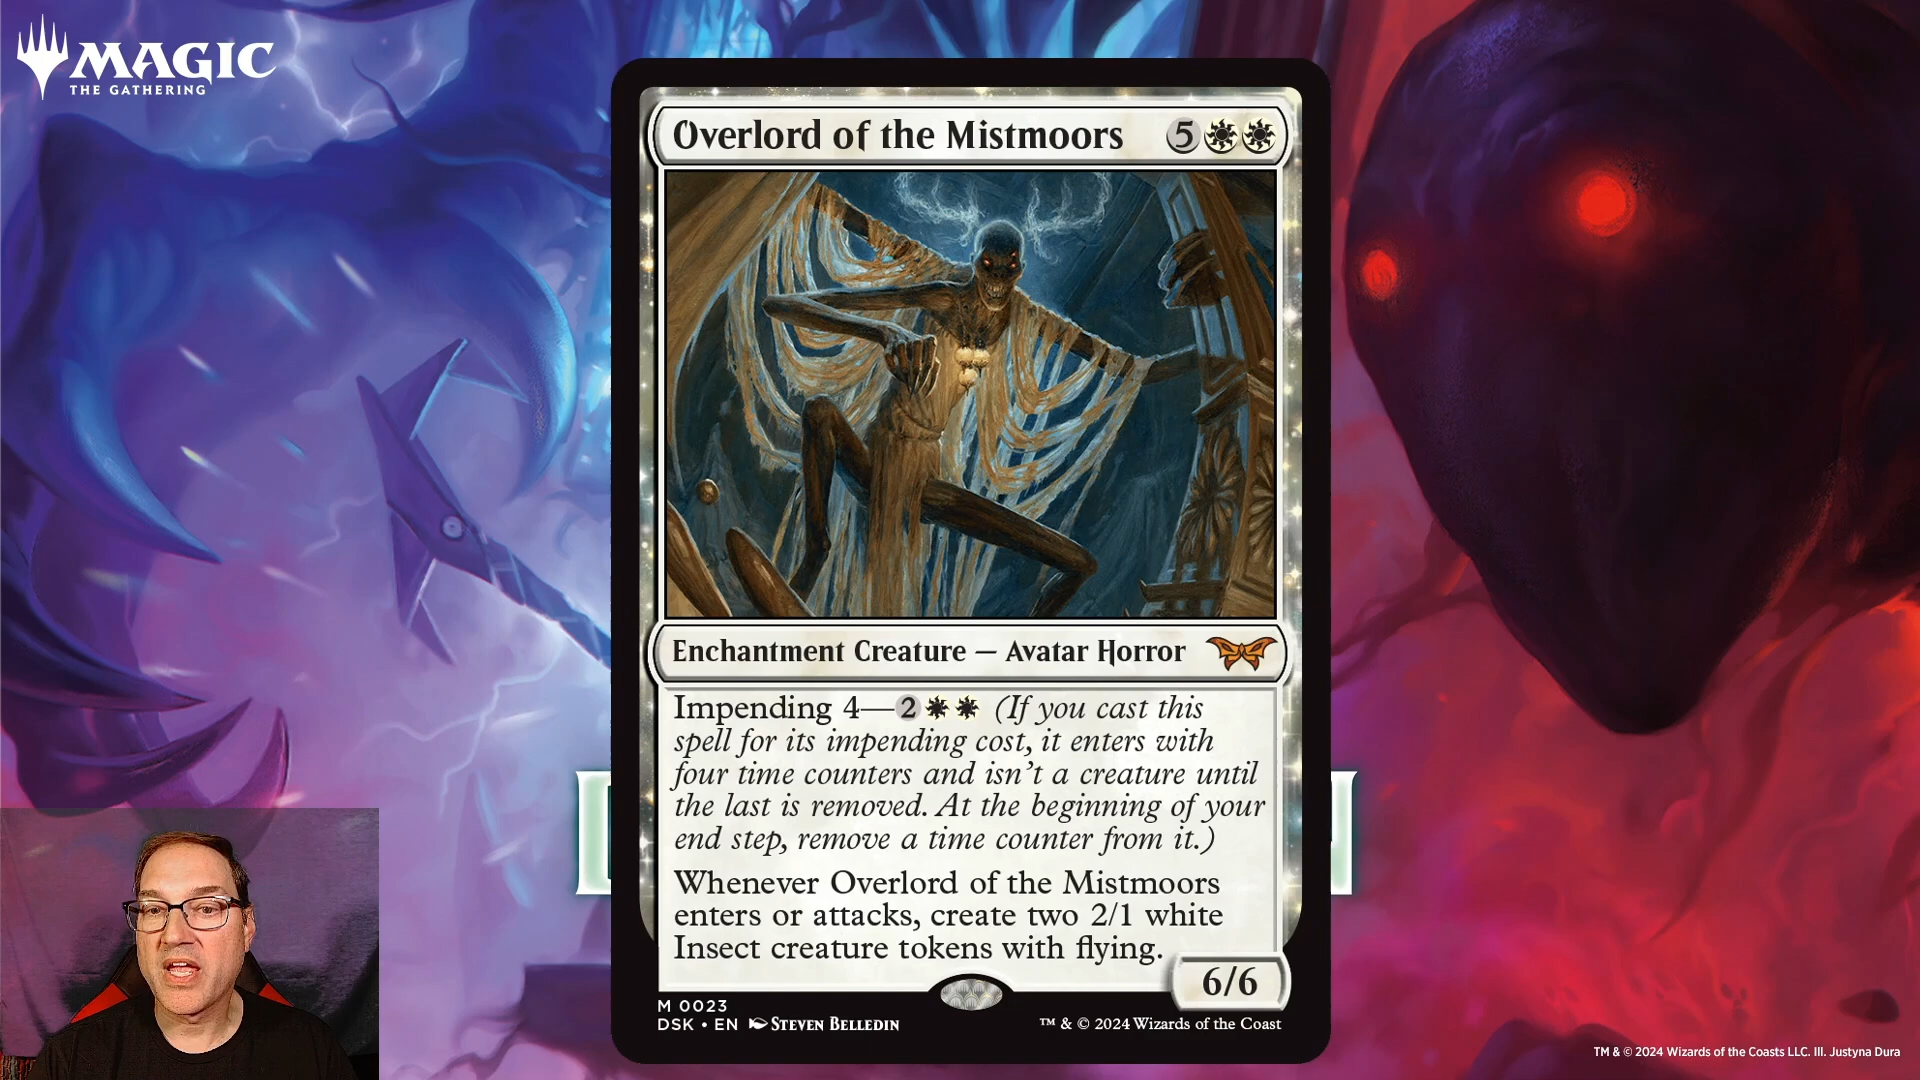 MAGIC
THE GATHERING
Overlord of the Mistmoors 5
Enchantment Creature — Avatar Horror
Impending 4—2 (If you cast this
spell for its impending cost, it enters with
four time counters and isn't a creature until
the last is removed. At the beginning of your
end step, remove a time counter from it.)
Whenever Overlord of the Mistmoors
enters or attacks, create two 2/1 white
Insect creature tokens with flying.
6/6
M 0023
DSK • EN STEVEN BELLEDIN
™ & © 2024 Wizards of the Coast
TM & © 2024 Wizards of the Coasts LLC. Ill. Justyna Dura